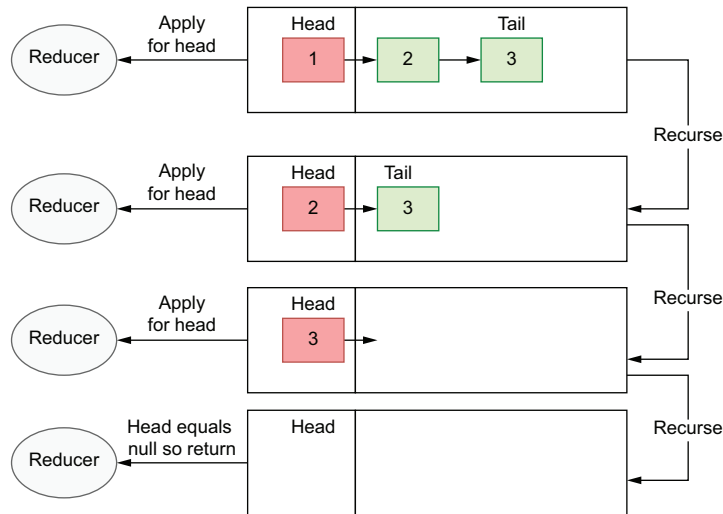 Head
Tail
Apply
for head
Reducer
1
2
3
Recurse
Head
Tail
Apply
for head
Reducer
2
3
Recurse
Head
Apply
for head
Reducer
3
Recurse
Head
Head equals
null so return
Reducer